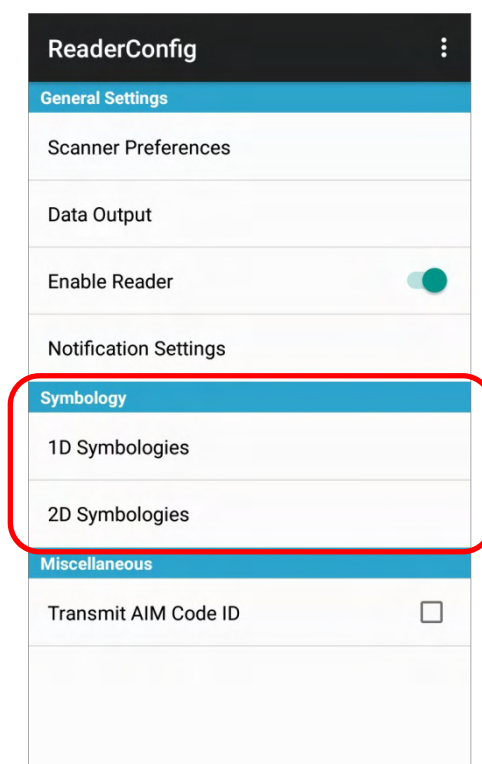 ReaderConfig
General Settings
Scanner Preferences
Data Output
Enable Reader
Notification Settings
Symbology
1D Symbologies
2D Symbologies
Miscellaneous
Transmit AIM Code ID